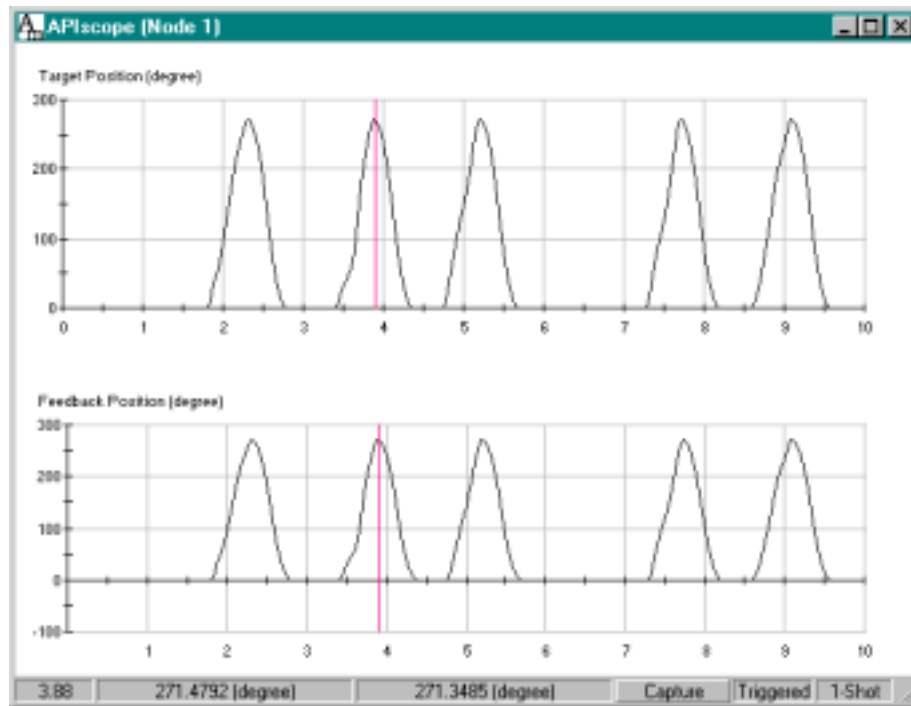 APIscope (Node 1)
Target Position (degree)
300
200
100
0
0 1 2 3 4 5 6 7 8 9 10
Feedback Position (degree)
300
200
100
0
-100
1 2 3 4 5 6 7 8 9 10
3.88 271.4792 (degree) 271.3485 (degree) Capture Triggered 1-Shot